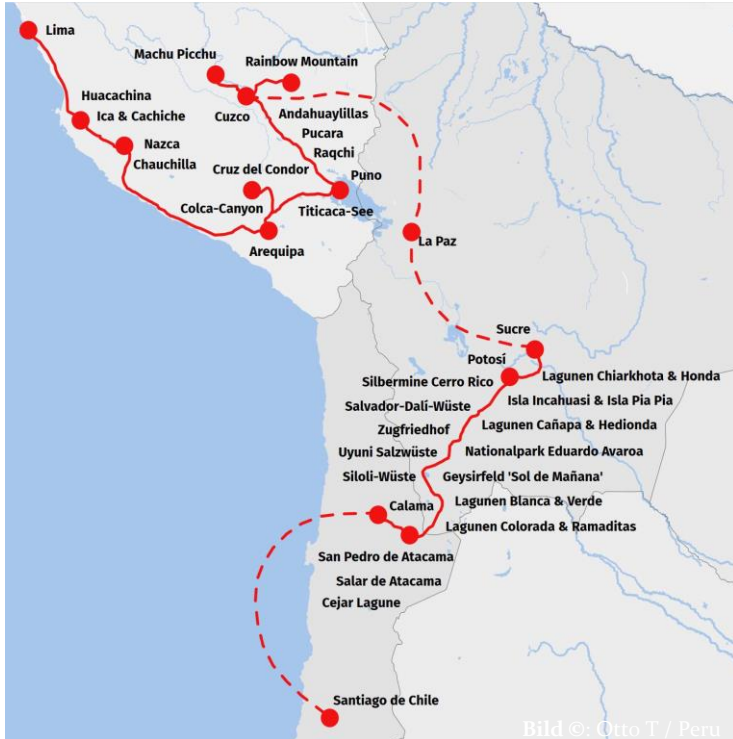 Lima
Machu Picchu
Rainbow Mountain
Huacachina
Ica & Cachiche
Cuzco
Andahuaylillas
Pucara
Raqchi
Nazca
Chauchilla
Cruz del Condor
Puno
Colca-Canyon
Titicaca-See
Arequipa
La Paz
Sucre
Potosí
Silbermine Cerro Rico
Lagunen Chiarkhota & Honda
Salvador-Dalí-Wüste
Isla Incahuasi & Isla Pia Pia
Zugfriedhof
Lagunen Cañapa & Hedionda
Uyuni Salzwüste
Nationalpark Eduardo Avaroa
Siloli-Wüste
Geysirfeld 'Sol de Mañana'
Calama
Lagunen Blanca & Verde
Lagunen Colorada & Ramaditas
San Pedro de Atacama
Salar de Atacama
Cejar Lagune
Santiago de Chile
Bild ©: Otto T / Peru